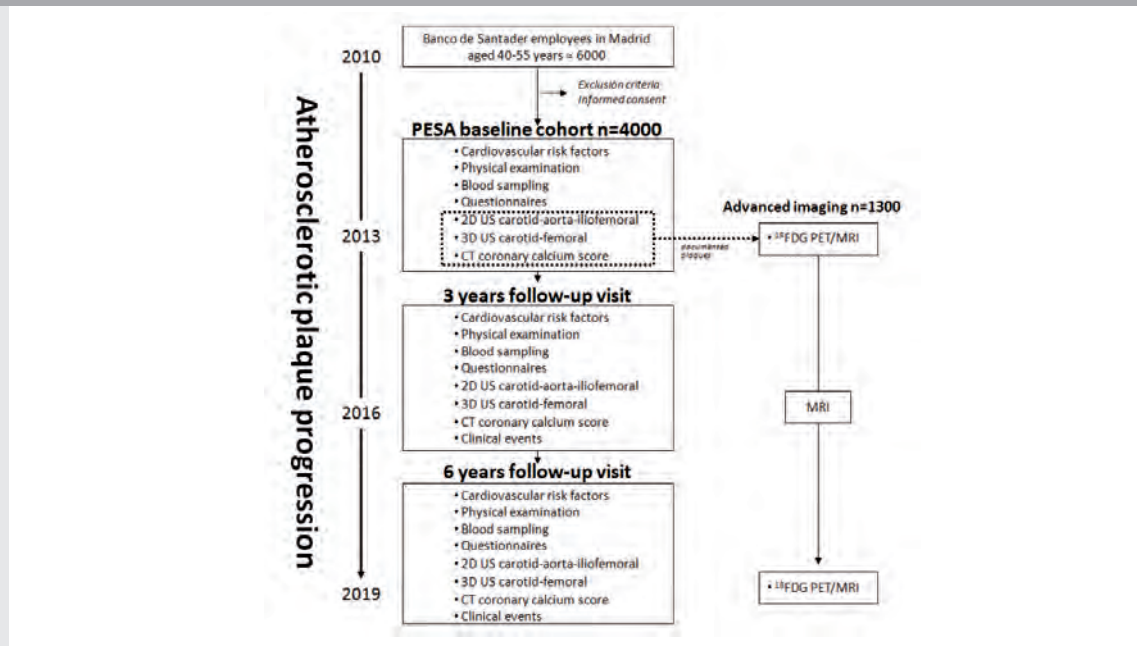 Banco de Santader employees in Madrid
aged 40-55 years = 6000
2010
Exclusión criteria
Informed consent
PESA baseline cohort n=4000
• Cardiovascular risk factors
• Physical examination
• Blood sampling
• Questionnaires
• 2D US carotid-aorta-iliofemoral
• 3D US carotid-femoral
• CT coronary calcium score
2013
documented
plaques
Advanced imaging n=1300
• ¹⁸FDG PET/MRI
Atherosclerotic plaque progression
3 years follow-up visit
• Cardiovascular risk factors
• Physical examination
• Blood sampling
• Questionnaires
• 2D US carotid-aorta-iliofemoral
• 3D US carotid-femoral
• CT coronary calcium score
• Clinical events
2016
MRI
6 years follow-up visit
• Cardiovascular risk factors
• Physical examination
• Blood sampling
• Questionnaires
• 2D US carotid-aorta-iliofemoral
• 3D US carotid-femoral
• CT coronary calcium score
• Clinical events
2019
• ¹⁸FDG PET/MRI